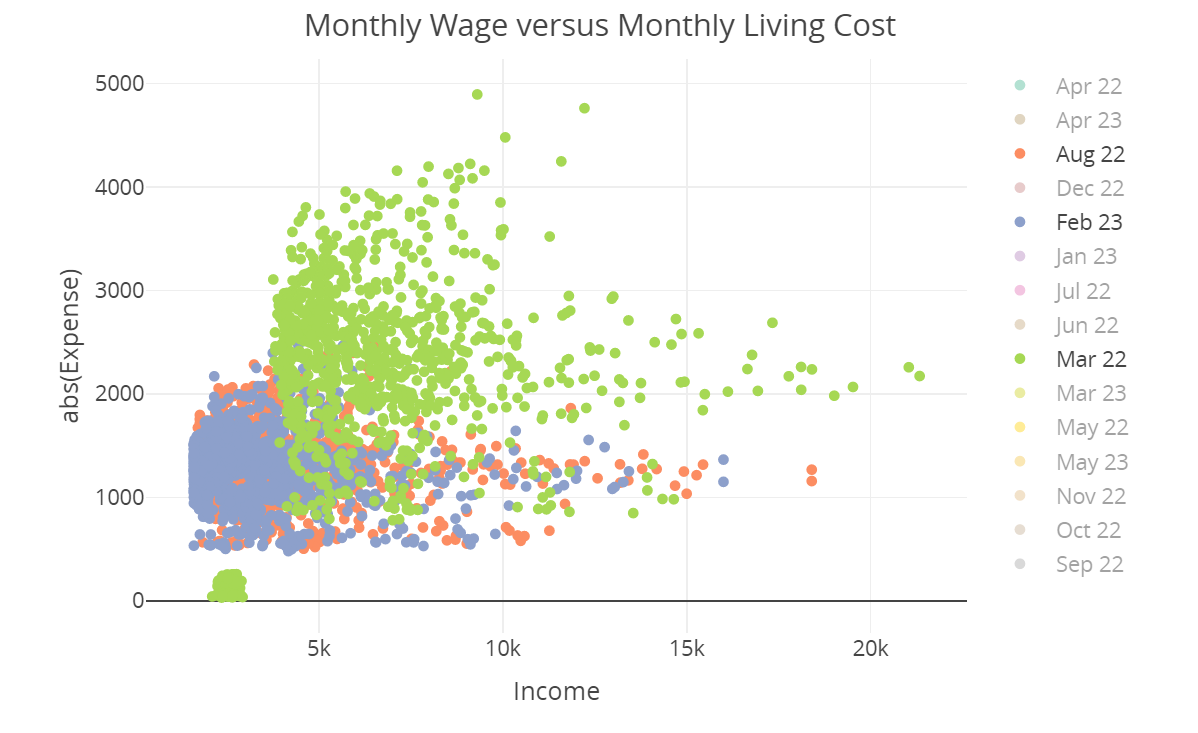 Monthly Wage versus Monthly Living Cost
5000
4000
3000
2000
1000
0
abs(Expense)
5k
10k
15k
20k
Income
Apr 22
Apr 23
Aug 22
Dec 22
Feb 23
Jan 23
Jul 22
Jun 22
Mar 22
Mar 23
May 22
May 23
Nov 22
Oct 22
Sep 22